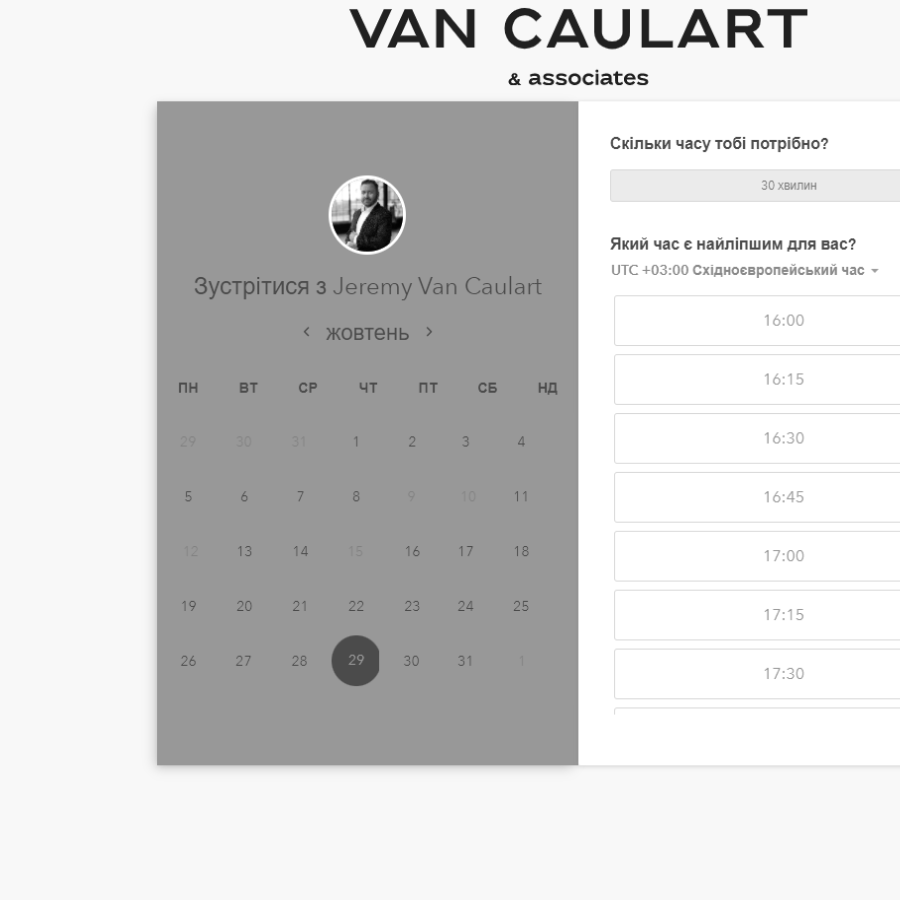 VAN CAULART
& associates
Зустрітися з Jeremy Van Caulart
жовтень
ПН ВТ СР ЧТ ПТ СБ НД
29 30 31 1 2 3 4
5 6 7 8 9 10 11
12 13 14 15 16 17 18
19 20 21 22 23 24 25
26 27 28 29 30 31 1
Скільки часу тобі потрібно?
30 хвилин
Який час є найліпшим для вас?
UTC +03:00 Східноєвропейський час
16:00
16:15
16:30
16:45
17:00
17:15
17:30